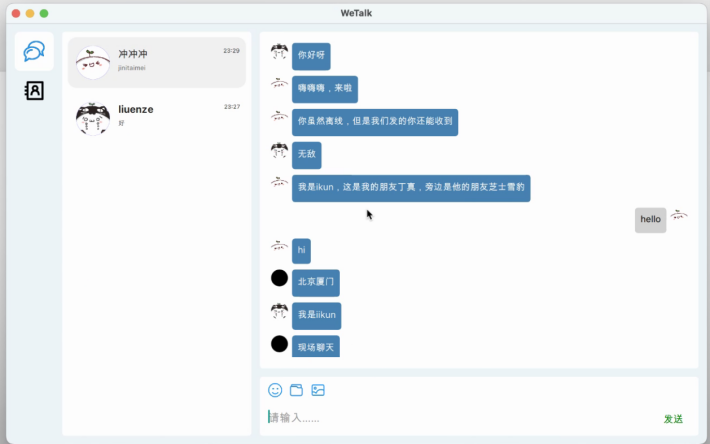 WeTalk
冲冲冲
23:29
jinitaimei
liuenze
23:27
好
你好呀
嗨嗨嗨，来啦
你虽然离线，但是我们发的你还能收到
无敌
我是ikun，这是我的朋友丁真，旁边是他的朋友芝士雪豹
hello
hi
北京厦门
我是iikun
现场聊天
请输入......
发送